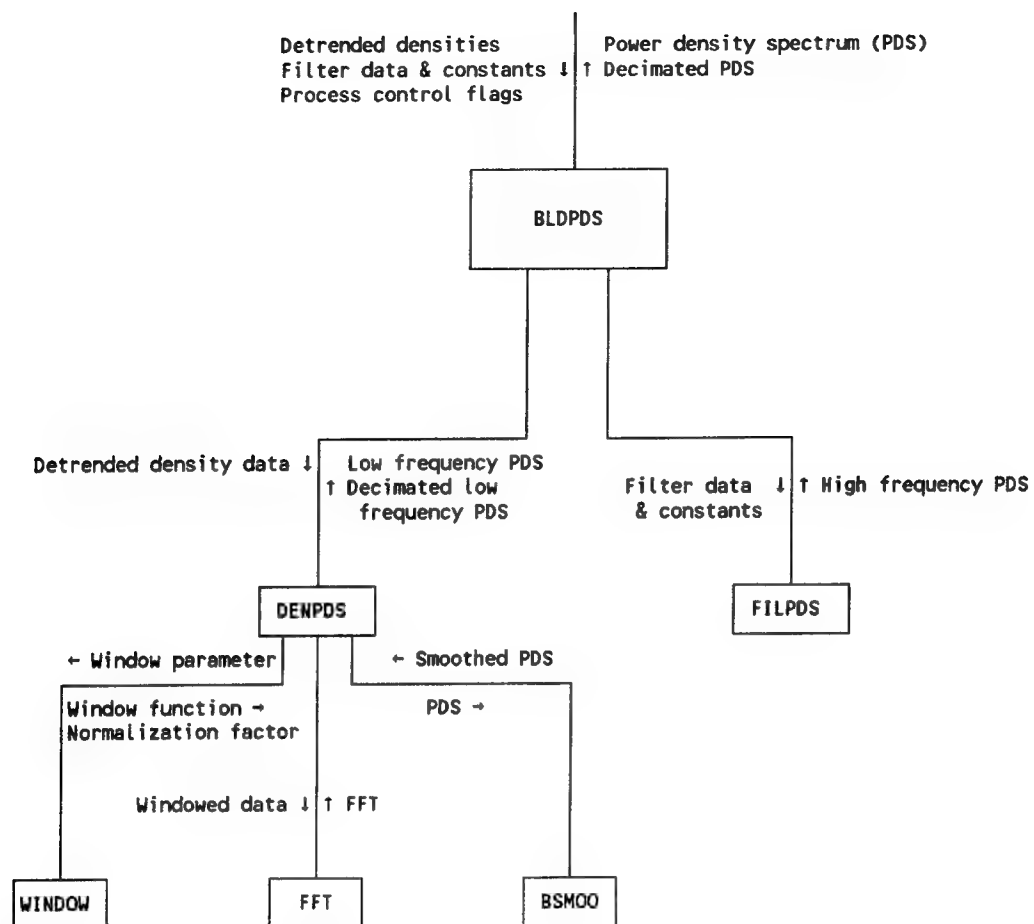 Detrended densities
Filter data & constants ↓
Process control flags
Power density spectrum (PDS)
↑ Decimated PDS
BLDPDS
Detrended density data ↓
Low frequency PDS
↑ Decimated low
frequency PDS
Filter data ↓
& constants
↑ High frequency PDS
DENPDS
FILPDS
← Window parameter
Window function →
Normalization factor
← Smoothed PDS
PDS →
Windowed data ↓
↑ FFT
WINDOW
FFT
BSMOO